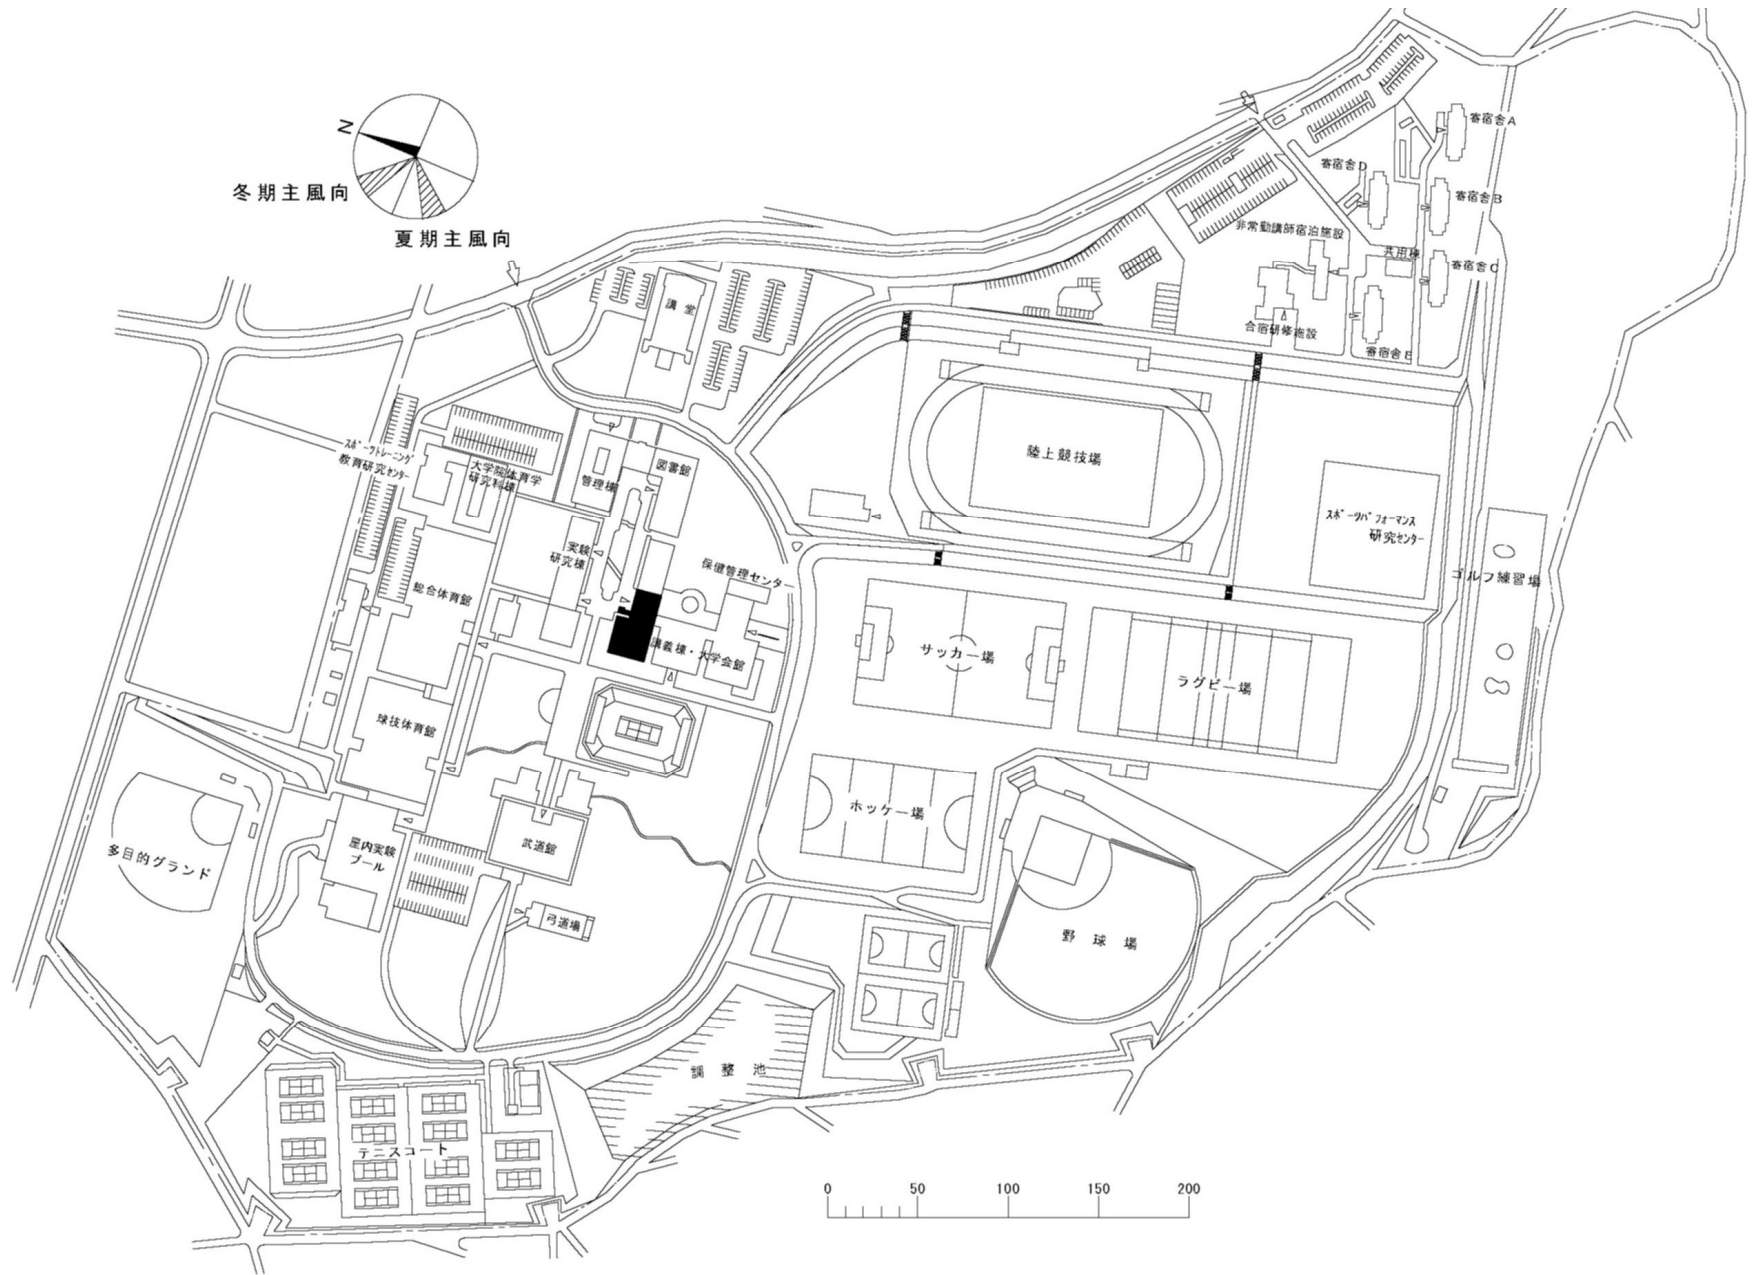 N
冬期主風向
夏期主風向
寄宿舎A
寄宿舎D
寄宿舎B
非常勤講師宿泊施設
共用棟
寄宿舎C
合宿研修施設
寄宿舎E
講堂
陸上競技場
スポーツトレーニング
教育研究センター
大学院体育学
研究科棟
管理棟
図書館
スポーツパフォーマンス
研究センター
実験
研究棟
保健管理センター
総合体育館
ゴルフ練習場
講義棟・大学会館
サッカー場
ラグビー場
球技体育館
ホッケー場
多目的グランド
屋内実験
プール
武道館
弓道場
野球場
調整池
テニスコート
0 50 100 150 200